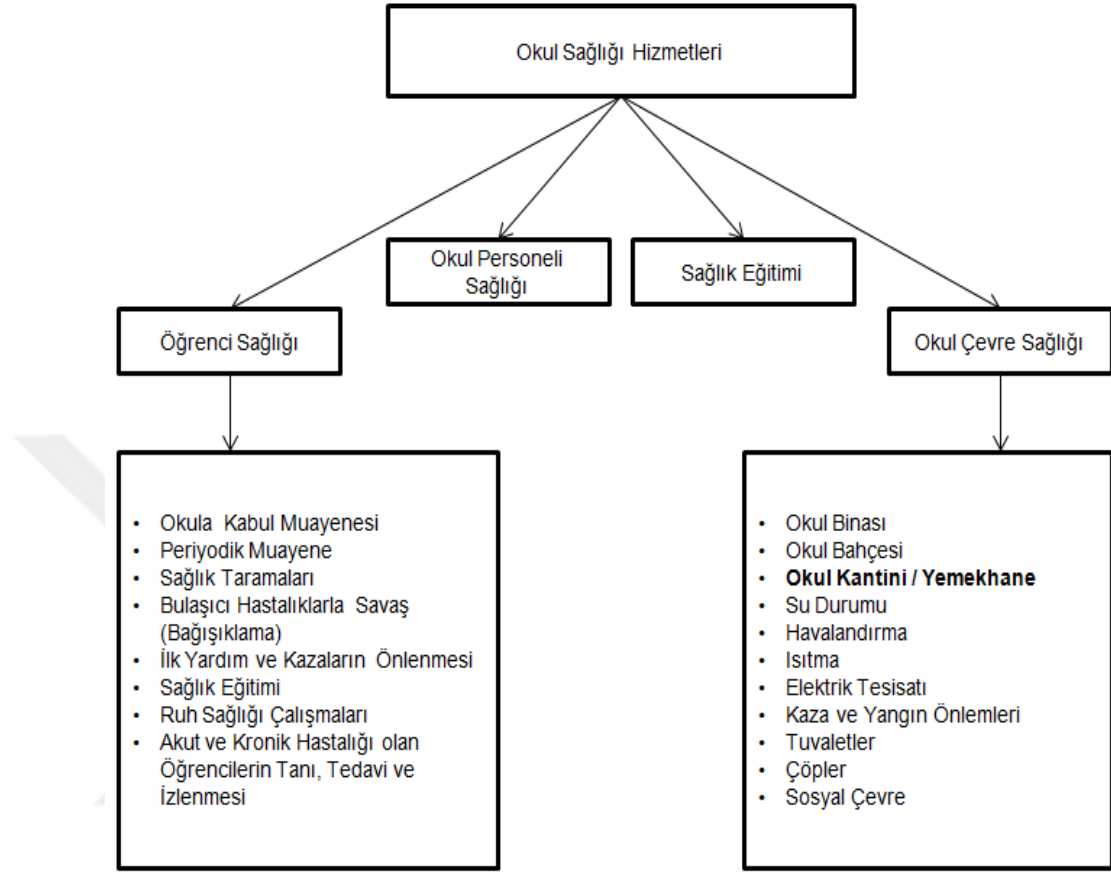 Okul Sağlığı Hizmetleri
Okul Personeli
Sağlığı
Sağlık Eğitimi
Öğrenci Sağlığı
Okul Çevre Sağlığı
• Okula Kabul Muayenesi
• Periyodik Muayene
• Sağlık Taramaları
• Bulaşıcı Hastalıklarla Savaş
(Bağışıklama)
• İlk Yardım ve Kazaların Önlenmesi
• Sağlık Eğitimi
• Ruh Sağlığı Çalışmaları
• Akut ve Kronik Hastalığı olan
Öğrencilerin Tanı, Tedavi ve
İzlenmesi
• Okul Binası
• Okul Bahçesi
• Okul Kantini / Yemekhane
• Su Durumu
• Havalandırma
• Isıtma
• Elektrik Tesisatı
• Kaza ve Yangın Önlemleri
• Tuvaletler
• Çöpler
• Sosyal Çevre